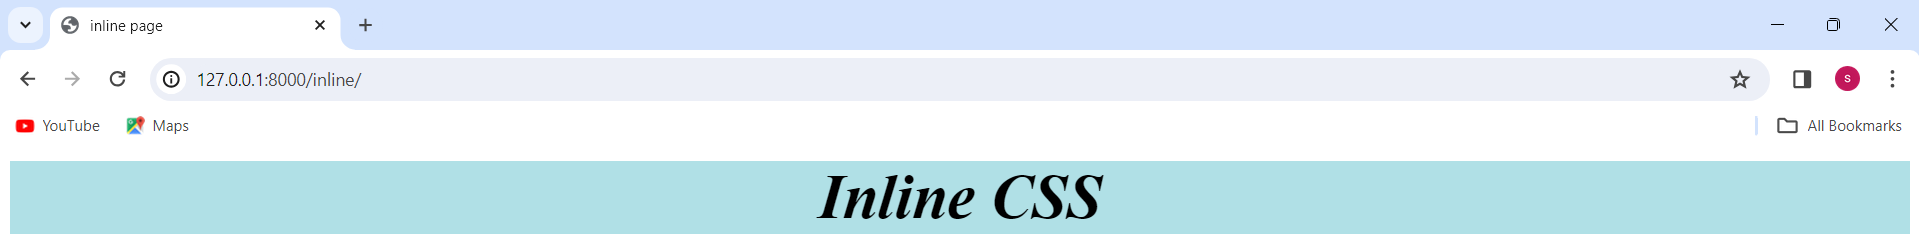 inline page
127.0.0.1:8000/inline/
S
YouTube Maps All Bookmarks
Inline CSS